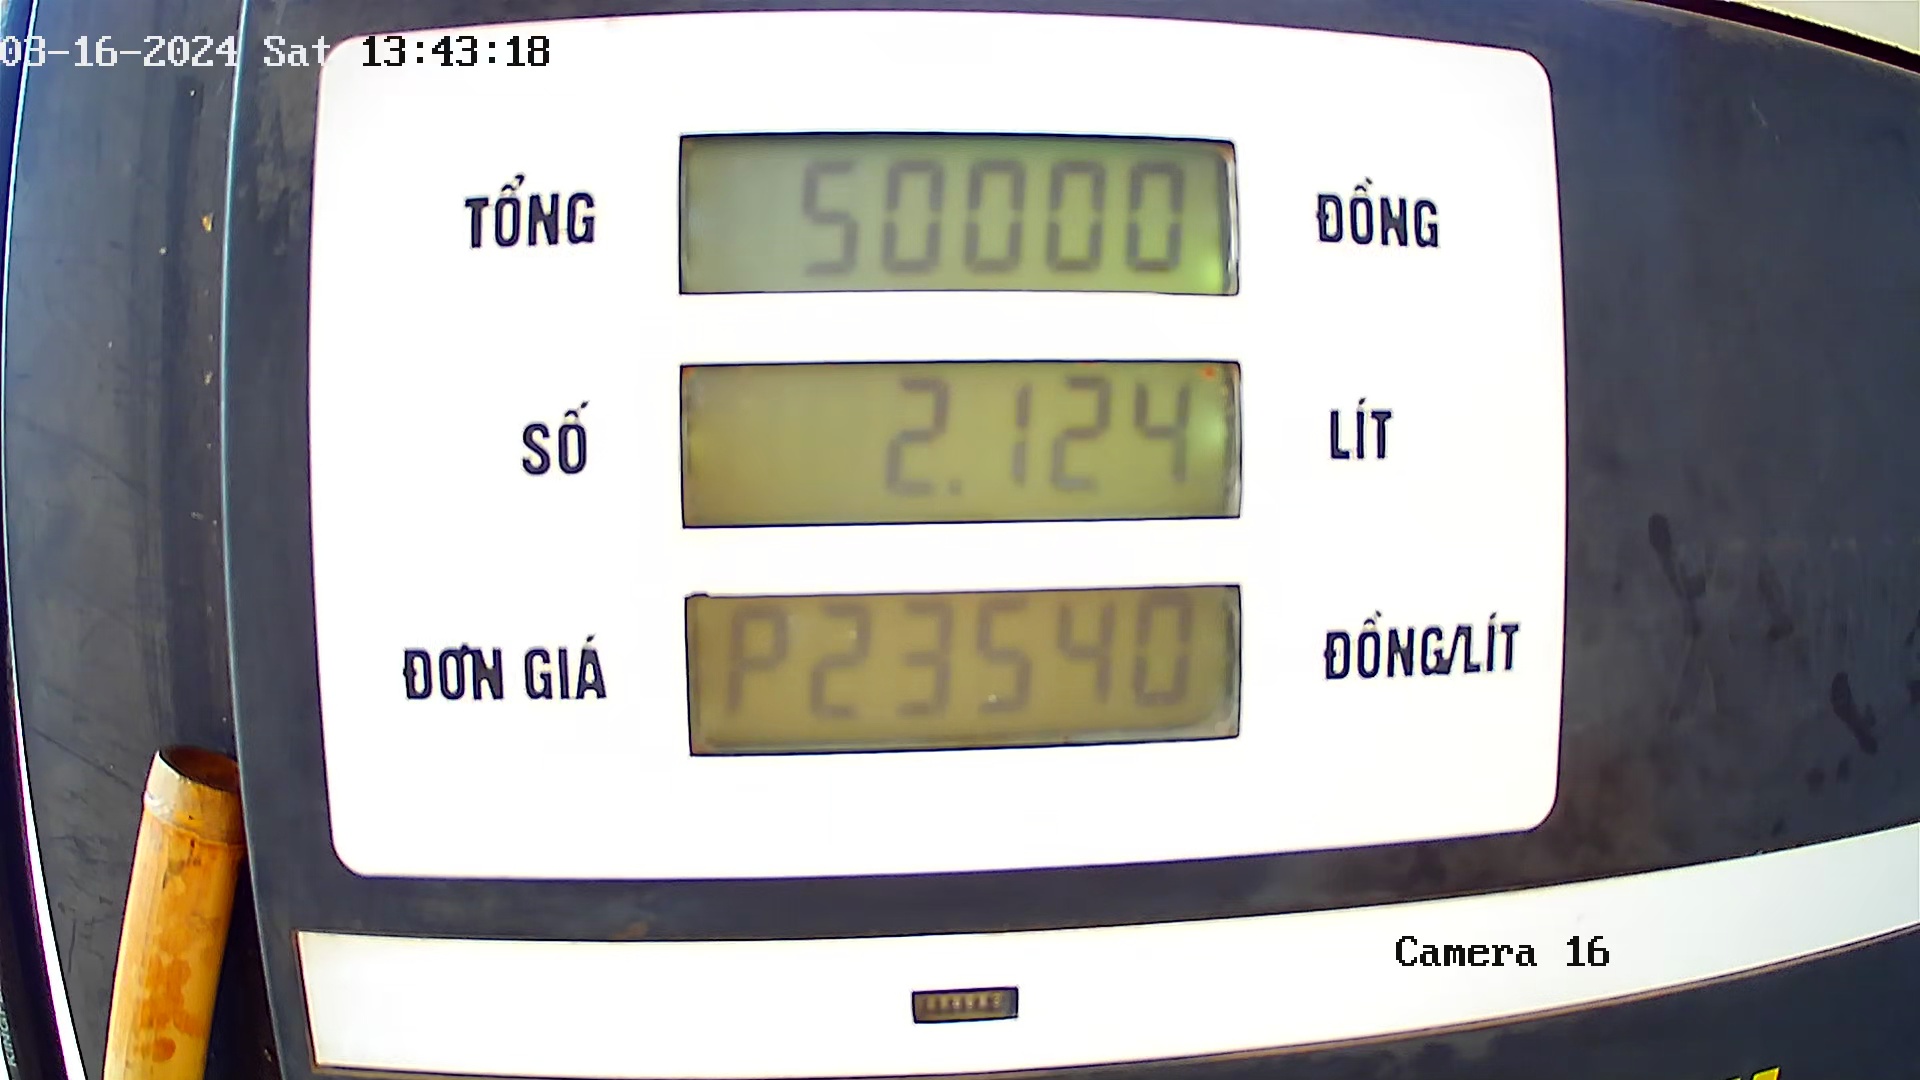 03-16-2024 Sat 13:43:18
TỔNG 50000 ĐỒNG
SỐ 2.124 LÍT
ĐƠN GIÁ P23540 ĐỒNG/LÍT
Camera 16